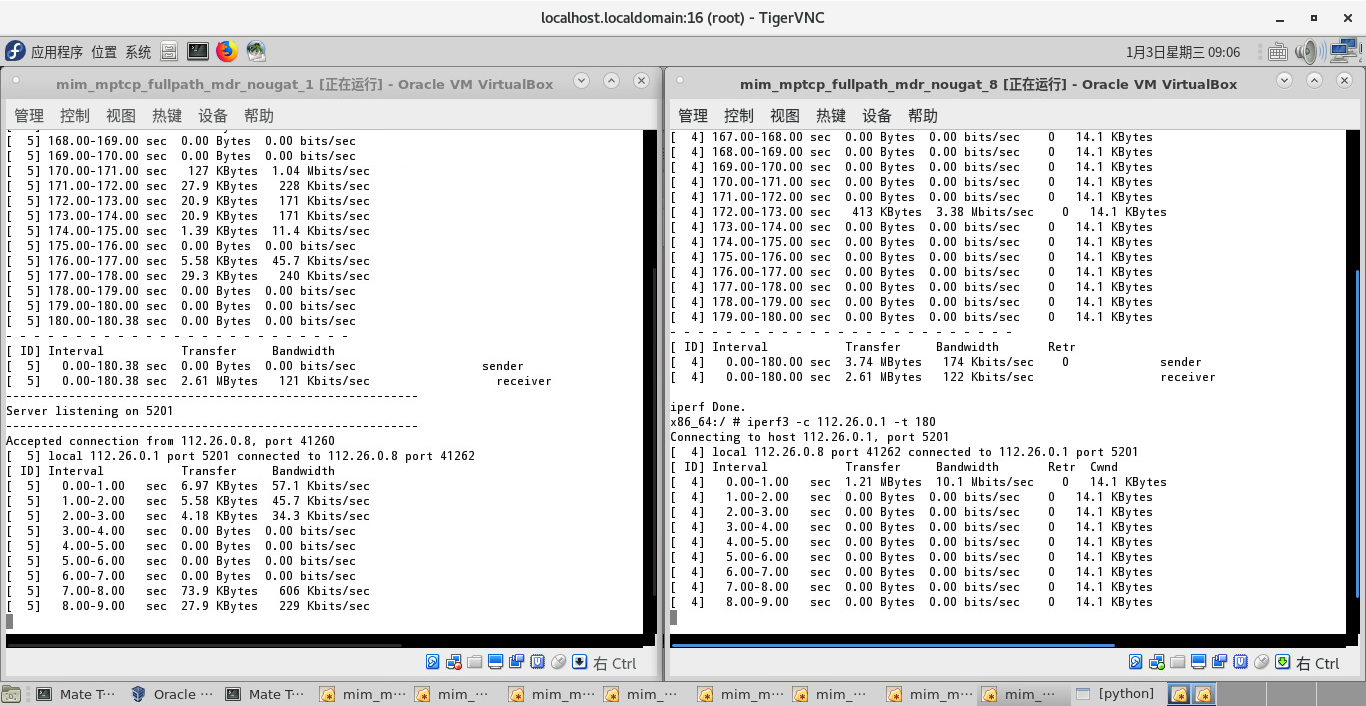 localhost.localdomain:16 (root) - TigerVNC
应用程序 位置 系统
1月3日星期三 09:06
mim_mptcp_fullpath_mdr_nougat_1 [正在运行] - Oracle VM VirtualBox
管理 控制 视图 热键 设备 帮助
[  5] 168.00-169.00 sec  0.00 Bytes  0.00 bits/sec
[  5] 169.00-170.00 sec  0.00 Bytes  0.00 bits/sec
[  5] 170.00-171.00 sec   127 KBytes  1.04 Mbits/sec
[  5] 171.00-172.00 sec  27.9 KBytes   228 Kbits/sec
[  5] 172.00-173.00 sec  20.9 KBytes   171 Kbits/sec
[  5] 173.00-174.00 sec  20.9 KBytes   171 Kbits/sec
[  5] 174.00-175.00 sec  1.39 KBytes  11.4 Kbits/sec
[  5] 175.00-176.00 sec  0.00 Bytes  0.00 bits/sec
[  5] 176.00-177.00 sec  5.58 KBytes  45.7 Kbits/sec
[  5] 177.00-178.00 sec  29.3 KBytes   240 Kbits/sec
[  5] 178.00-179.00 sec  0.00 Bytes  0.00 bits/sec
[  5] 179.00-180.00 sec  0.00 Bytes  0.00 bits/sec
[  5] 180.00-180.38 sec  0.00 Bytes  0.00 bits/sec
- - - - - - - - - - - - - - - - - - - - - - - - -
[ ID] Interval           Transfer     Bandwidth
[  5]   0.00-180.38 sec  0.00 Bytes  0.00 bits/sec                  sender
[  5]   0.00-180.38 sec  2.61 MBytes   121 Kbits/sec                  receiver
-----------------------------------------------------------
Server listening on 5201
-----------------------------------------------------------
Accepted connection from 112.26.0.8, port 41260
[  5] local 112.26.0.1 port 5201 connected to 112.26.0.8 port 41262
[ ID] Interval           Transfer     Bandwidth
[  5]   0.00-1.00   sec  6.97 KBytes  57.1 Kbits/sec
[  5]   1.00-2.00   sec  5.58 KBytes  45.7 Kbits/sec
[  5]   2.00-3.00   sec  4.18 KBytes  34.3 Kbits/sec
[  5]   3.00-4.00   sec  0.00 Bytes  0.00 bits/sec
[  5]   4.00-5.00   sec  0.00 Bytes  0.00 bits/sec
[  5]   5.00-6.00   sec  0.00 Bytes  0.00 bits/sec
[  5]   6.00-7.00   sec  0.00 Bytes  0.00 bits/sec
[  5]   7.00-8.00   sec  73.9 KBytes   606 Kbits/sec
[  5]   8.00-9.00   sec  27.9 KBytes   229 Kbits/sec
右 Ctrl
mim_mptcp_fullpath_mdr_nougat_8 [正在运行] - Oracle VM VirtualBox
管理 控制 视图 热键 设备 帮助
[  4] 167.00-168.00 sec  0.00 Bytes  0.00 bits/sec    0   14.1 KBytes
[  4] 168.00-169.00 sec  0.00 Bytes  0.00 bits/sec    0   14.1 KBytes
[  4] 169.00-170.00 sec  0.00 Bytes  0.00 bits/sec    0   14.1 KBytes
[  4] 170.00-171.00 sec  0.00 Bytes  0.00 bits/sec    0   14.1 KBytes
[  4] 171.00-172.00 sec  0.00 Bytes  0.00 bits/sec    0   14.1 KBytes
[  4] 172.00-173.00 sec   413 KBytes  3.38 Mbits/sec    0   14.1 KBytes
[  4] 173.00-174.00 sec  0.00 Bytes  0.00 bits/sec    0   14.1 KBytes
[  4] 174.00-175.00 sec  0.00 Bytes  0.00 bits/sec    0   14.1 KBytes
[  4] 175.00-176.00 sec  0.00 Bytes  0.00 bits/sec    0   14.1 KBytes
[  4] 176.00-177.00 sec  0.00 Bytes  0.00 bits/sec    0   14.1 KBytes
[  4] 177.00-178.00 sec  0.00 Bytes  0.00 bits/sec    0   14.1 KBytes
[  4] 178.00-179.00 sec  0.00 Bytes  0.00 bits/sec    0   14.1 KBytes
[  4] 179.00-180.00 sec  0.00 Bytes  0.00 bits/sec    0   14.1 KBytes
- - - - - - - - - - - - - - - - - - - - - - - - -
[ ID] Interval           Transfer     Bandwidth       Retr
[  4]   0.00-180.00 sec  3.74 MBytes   174 Kbits/sec    0             sender
[  4]   0.00-180.00 sec  2.61 MBytes   122 Kbits/sec                  receiver
iperf Done.
x86_64:/ # iperf3 -c 112.26.0.1 -t 180
Connecting to host 112.26.0.1, port 5201
[  4] local 112.26.0.8 port 41262 connected to 112.26.0.1 port 5201
[ ID] Interval           Transfer     Bandwidth       Retr  Cwnd
[  4]   0.00-1.00   sec  1.21 MBytes  10.1 Mbits/sec    0   14.1 KBytes
[  4]   1.00-2.00   sec  0.00 Bytes  0.00 bits/sec    0   14.1 KBytes
[  4]   2.00-3.00   sec  0.00 Bytes  0.00 bits/sec    0   14.1 KBytes
[  4]   3.00-4.00   sec  0.00 Bytes  0.00 bits/sec    0   14.1 KBytes
[  4]   4.00-5.00   sec  0.00 Bytes  0.00 bits/sec    0   14.1 KBytes
[  4]   5.00-6.00   sec  0.00 Bytes  0.00 bits/sec    0   14.1 KBytes
[  4]   6.00-7.00   sec  0.00 Bytes  0.00 bits/sec    0   14.1 KBytes
[  4]   7.00-8.00   sec  0.00 Bytes  0.00 bits/sec    0   14.1 KBytes
[  4]   8.00-9.00   sec  0.00 Bytes  0.00 bits/sec    0   14.1 KBytes
右 Ctrl
Mate T⋯ Oracle ⋯ Mate T⋯ mim_m⋯ mim_⋯ mim_m⋯ mim_⋯ mim_m⋯ mim_⋯ mim_m⋯ mim_⋯ [python]